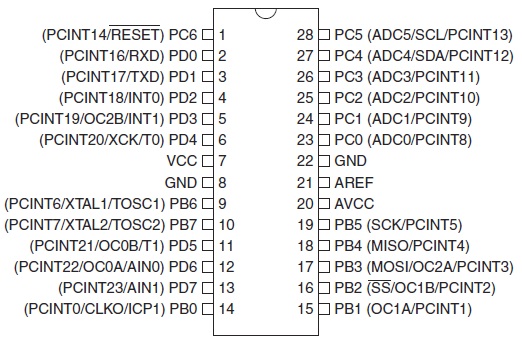 (PCINT14/RESET) PC6 1 28 PC5 (ADC5/SCL/PCINT13)
(PCINT16/RXD) PD0 2 27 PC4 (ADC4/SDA/PCINT12)
(PCINT17/TXD) PD1 3 26 PC3 (ADC3/PCINT11)
(PCINT18/INT0) PD2 4 25 PC2 (ADC2/PCINT10)
(PCINT19/OC2B/INT1) PD3 5 24 PC1 (ADC1/PCINT9)
(PCINT20/XCK/T0) PD4 6 23 PC0 (ADC0/PCINT8)
VCC 7 22 GND
GND 8 21 AREF
(PCINT6/XTAL1/TOSC1) PB6 9 20 AVCC
(PCINT7/XTAL2/TOSC2) PB7 10 19 PB5 (SCK/PCINT5)
(PCINT21/OC0B/T1) PD5 11 18 PB4 (MISO/PCINT4)
(PCINT22/OC0A/AIN0) PD6 12 17 PB3 (MOSI/OC2A/PCINT3)
(PCINT23/AIN1) PD7 13 16 PB2 (SS/OC1B/PCINT2)
(PCINT0/CLKO/ICP1) PB0 14 15 PB1 (OC1A/PCINT1)